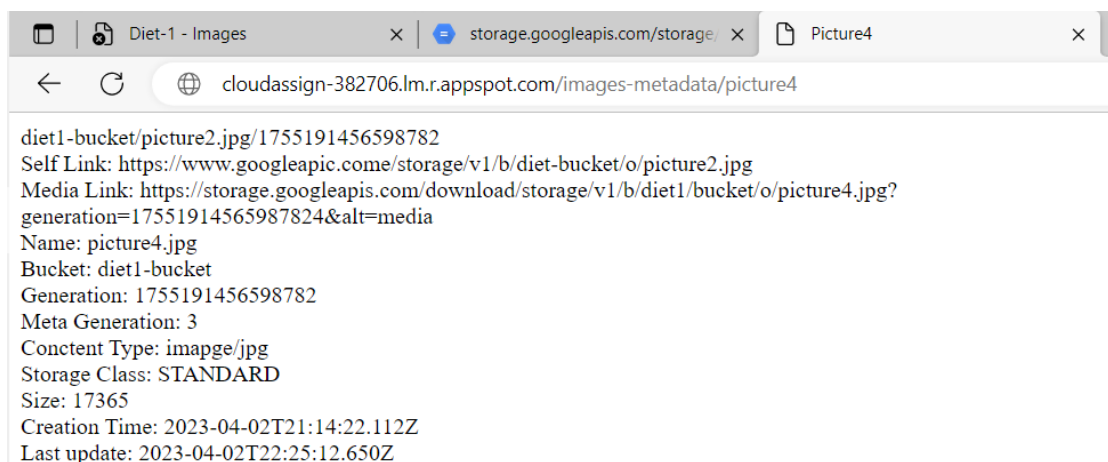 Diet-1 - Images
storage.googleapis.com/storage/
Picture4
cloudassign-382706.lm.r.appspot.com/images-metadata/picture4
diet1-bucket/picture2.jpg/1755191456598782
Self Link: https://www.googleapic.come/storage/v1/b/diet-bucket/o/picture2.jpg
Media Link: https://storage.googleapis.com/download/storage/v1/b/diet1/bucket/o/picture4.jpg?
generation=17551914565987824&alt=media
Name: picture4.jpg
Bucket: diet1-bucket
Generation: 1755191456598782
Meta Generation: 3
Conctent Type: imapge/jpg
Storage Class: STANDARD
Size: 17365
Creation Time: 2023-04-02T21:14:22.112Z
Last update: 2023-04-02T22:25:12.650Z